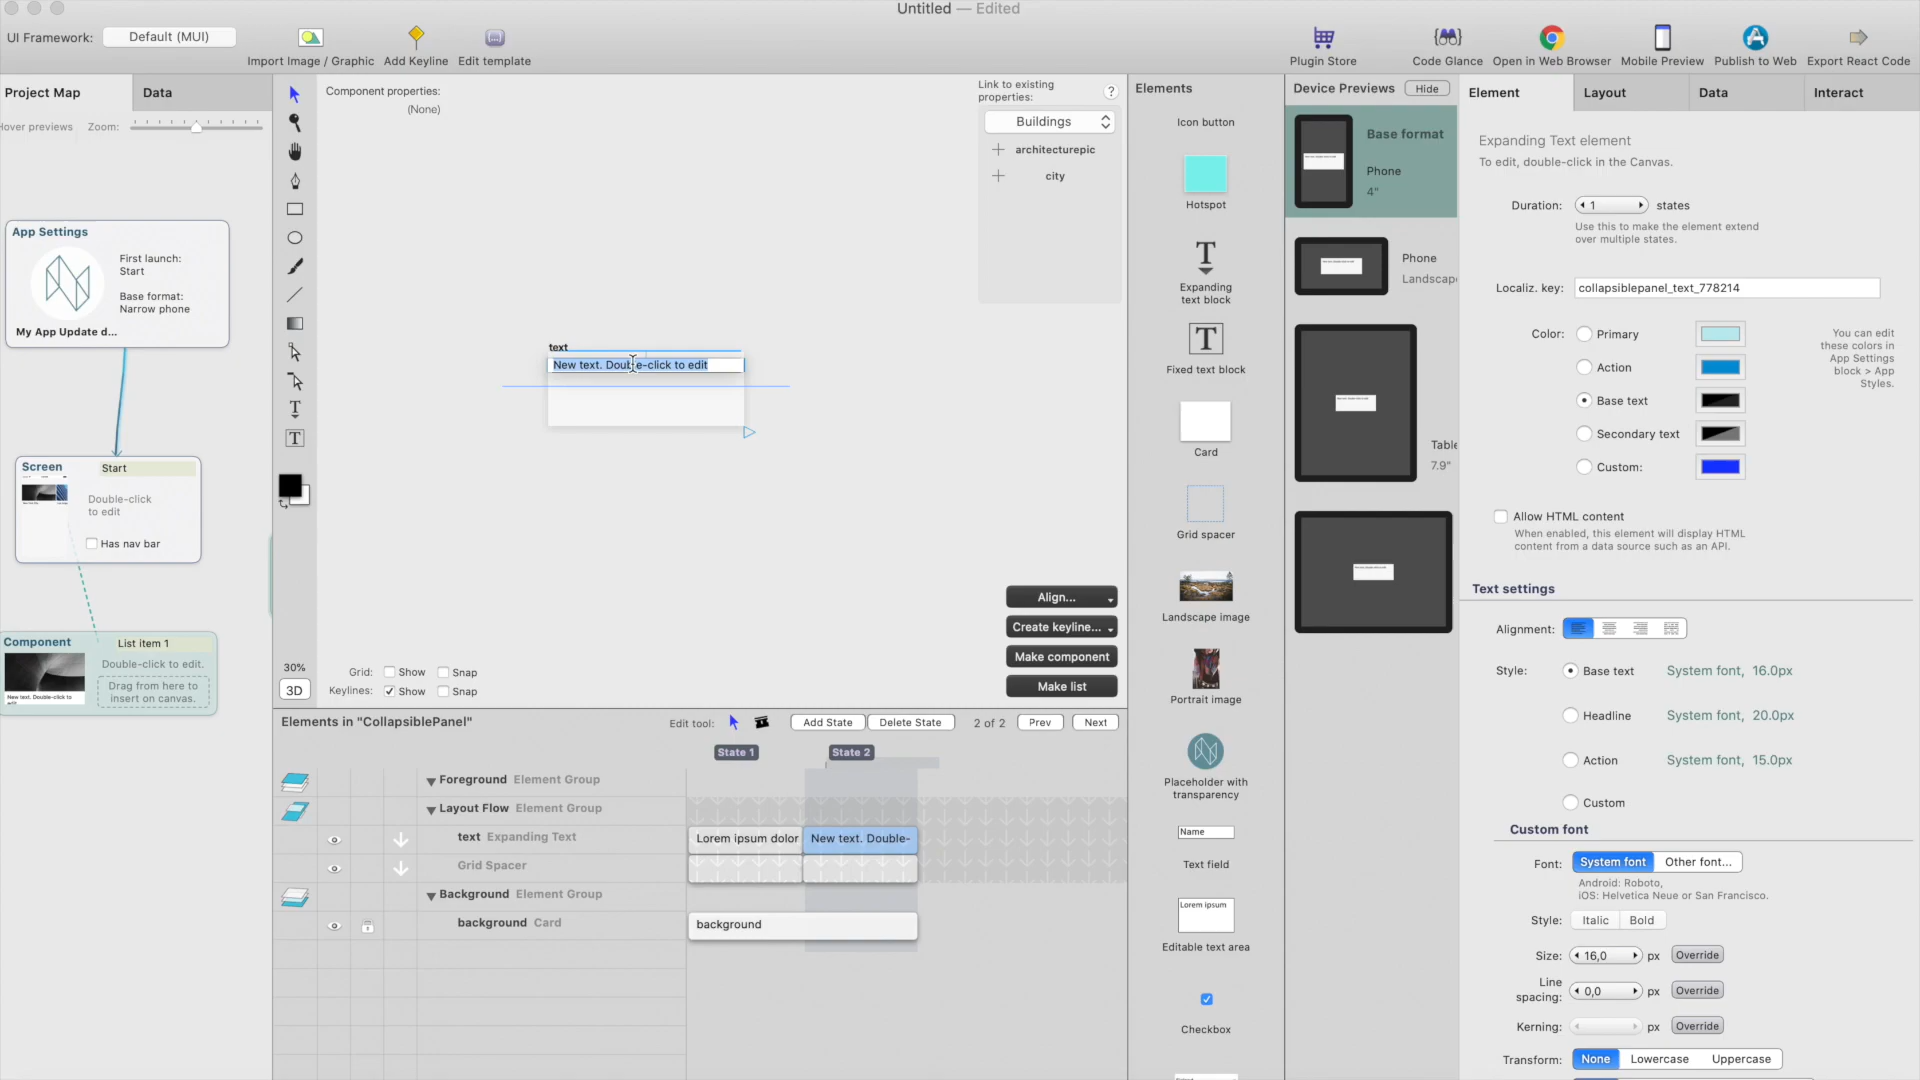 Untitled — Edited
UI Framework:
Default (MUI)
Import Image / Graphic
Add Keyline
Edit template
Plugin Store
Code Glance
Open in Web Browser
Mobile Preview
Publish to Web
Export React Code
Project Map
Data
Hover previews
Zoom:
App Settings
First launch:
Start
Base format:
Narrow phone
My App Update d...
Screen
Start
Double-click
to edit
Has nav bar
Component
List item 1
Double-click to edit.
Drag from here to
insert on canvas.
New text. Double-click to
Component properties:
(None)
Link to existing
properties:
?
Buildings
architecturepic
city
text
New text. Double-click to edit
Align...
Create keyline...
Make component
Make list
30%
3D
Grid:
Show
Snap
Keylines:
Show
Snap
Elements in "CollapsiblePanel"
Edit tool:
Add State
Delete State
2 of 2
Prev
Next
State 1
State 2
Foreground Element Group
Layout Flow Element Group
text Expanding Text
Lorem ipsum dolor
New text. Double-
Grid Spacer
Background Element Group
background Card
background
Elements
Icon button
Hotspot
Expanding
text block
Fixed text block
Card
Grid spacer
Landscape image
Portrait image
Placeholder with
transparency
Name
Text field
Lorem ipsum
Editable text area
Checkbox
Device Previews
Hide
Base format
Phone
4"
Phone
Landscape
Table
7.9"
Element
Layout
Data
Interact
Expanding Text element
To edit, double-click in the Canvas.
Duration:
1
states
Use this to make the element extend
over multiple states.
Localiz. key:
collapsiblepanel_text_778214
Color:
Primary
Action
Base text
Secondary text
Custom:
You can edit
these colors in
App Settings
block > App
Styles.
Allow HTML content
When enabled, this element will display HTML
content from a data source such as an API.
Text settings
Alignment:
Style:
Base text
System font, 16.0px
Headline
System font, 20.0px
Action
System font, 15.0px
Custom
Custom font
Font:
System font
Other font...
Android: Roboto,
iOS: Helvetica Neue or San Francisco.
Style:
Italic
Bold
Size:
16,0
px
Override
Line
spacing:
0,0
px
Override
Kerning:
px
Override
Transform:
None
Lowercase
Uppercase